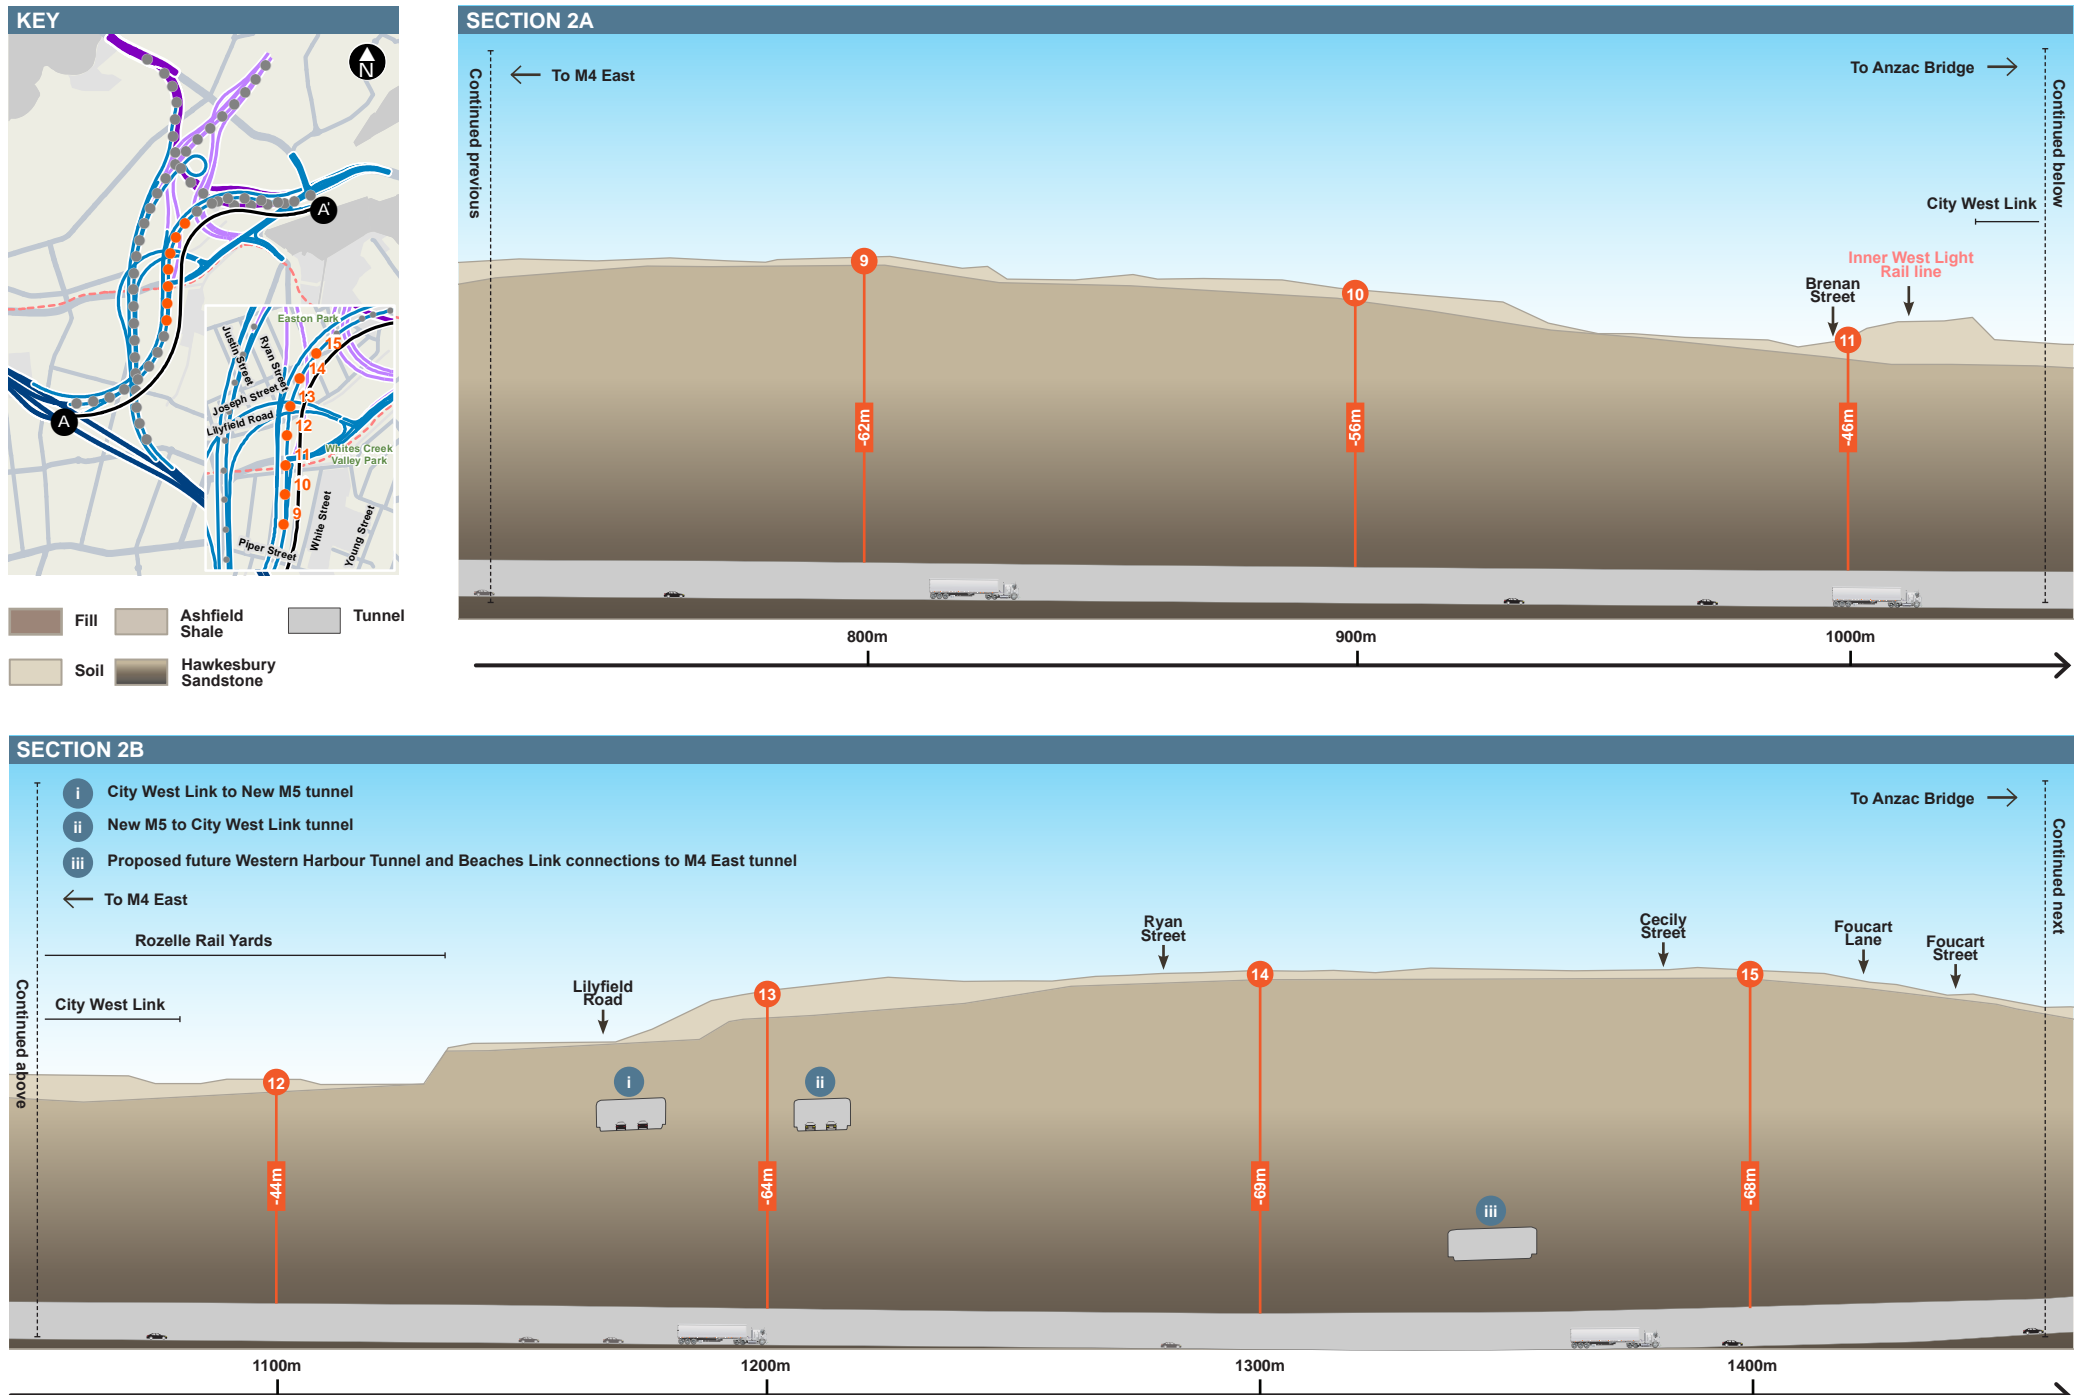 KEY
N
A'
A
Easton Park
Justin Street
Ryan Street
Joseph Street
Lilyfield Road
Whites Creek
Valley Park
Piper Street
White Street
Young Street
15
14
13
12
11
10
9
Fill
Ashfield
Shale
Tunnel
Soil
Hawkesbury
Sandstone
SECTION 2A
Continued previous
To M4 East
To Anzac Bridge
Continued below
City West Link
Inner West Light
Rail line
Brenan
Street
9
10
11
-62m
-56m
-46m
800m
900m
1000m
SECTION 2B
i City West Link to New M5 tunnel
ii New M5 to City West Link tunnel
iii Proposed future Western Harbour Tunnel and Beaches Link connections to M4 East tunnel
To M4 East
To Anzac Bridge
Continued above
Continued next
Rozelle Rail Yards
City West Link
Lilyfield
Road
Ryan
Street
Cecily
Street
Foucart
Lane
Foucart
Street
12
13
14
15
i
ii
iii
-44m
-64m
-69m
-68m
1100m
1200m
1300m
1400m